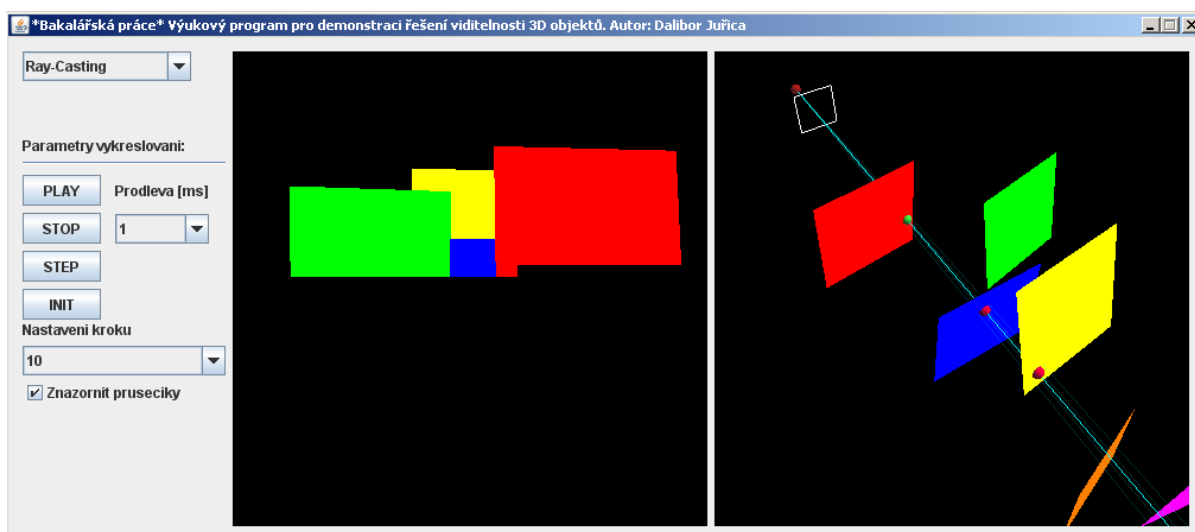 *Bakalářská práce* Výukový program pro demonstraci řešení viditelnosti 3D objektů. Autor: Dalibor Juřica
Ray-Casting
Parametry vykreslovani:
PLAY Prodleva [ms]
STOP 1
STEP
INIT
Nastaveni kroku
10
Znazornit pruseciky